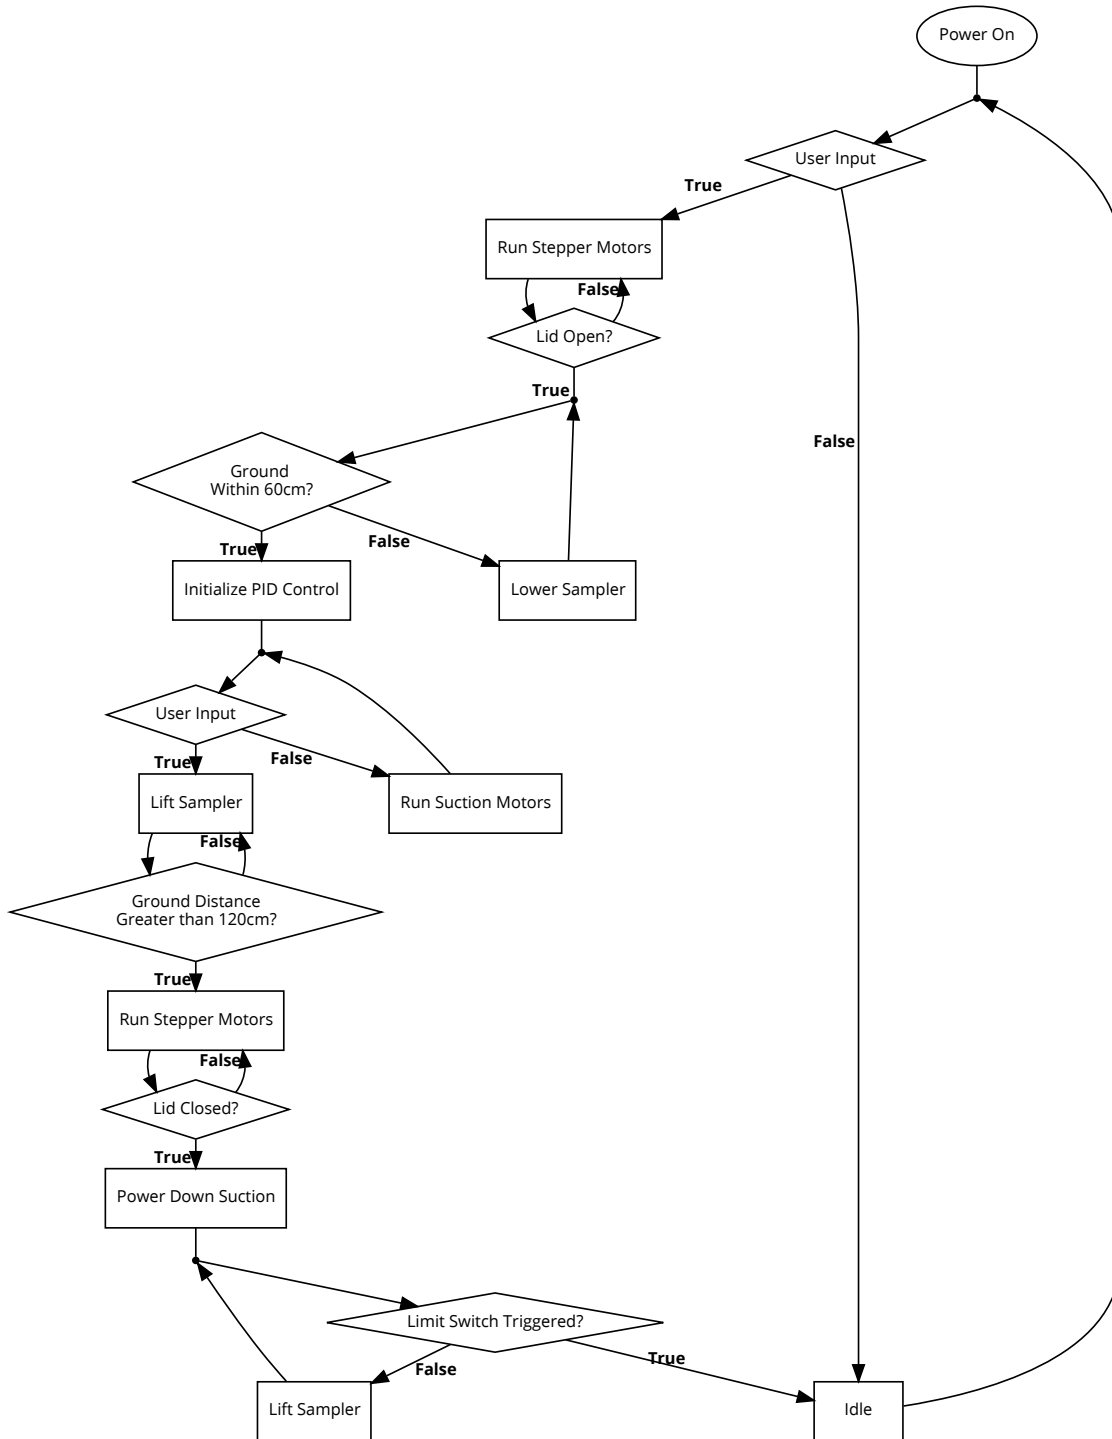 Power On
User Input
True
Run Stepper Motors
False
Lid Open?
True
False
Ground
Within 60cm?
True
False
Initialize PID Control
Lower Sampler
User Input
True
False
Lift Sampler
Run Suction Motors
False
Ground Distance
Greater than 120cm?
True
Run Stepper Motors
False
Lid Closed?
True
Power Down Suction
Limit Switch Triggered?
True
False
Lift Sampler
Idle